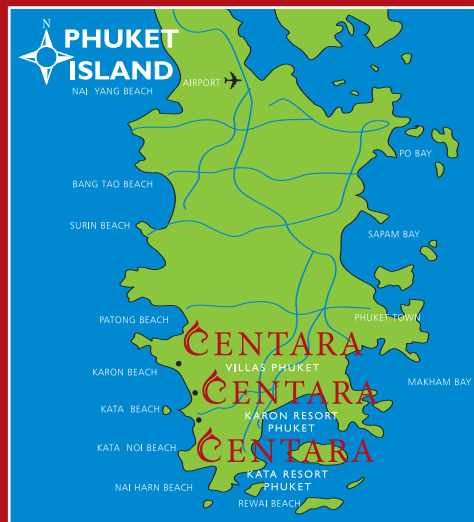 N
PHUKET
ISLAND
AIRPORT
NAI YANG BEACH
PO BAY
BANG TAO BEACH
SURIN BEACH
SAPAM BAY
PATONG BEACH
PHUKET TOWN
CENTARA
VILLAS PHUKET
KARON BEACH
CENTARA
MAKHAM BAY
KATA BEACH
KARON RESORT
PHUKET
CENTARA
KATA NOI BEACH
KATA RESORT
PHUKET
NAI HARN BEACH
REWAI BEACH